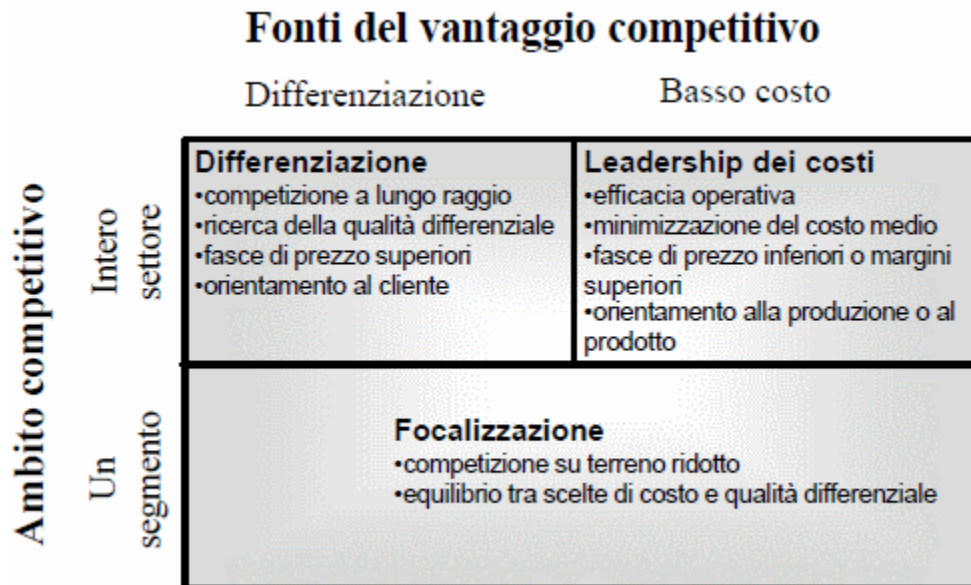 Fonti del vantaggio competitivo
Differenziazione
Basso costo
Ambito competitivo
Intero
settore
Differenziazione
•competizione a lungo raggio
•ricerca della qualità differenziale
•fasce di prezzo superiori
•orientamento al cliente
Leadership dei costi
•efficacia operativa
•minimizzazione del costo medio
•fasce di prezzo inferiori o margini
superiori
•orientamento alla produzione o al
prodotto
Un
segmento
Focalizzazione
•competizione su terreno ridotto
•equilibrio tra scelte di costo e qualità differenziale